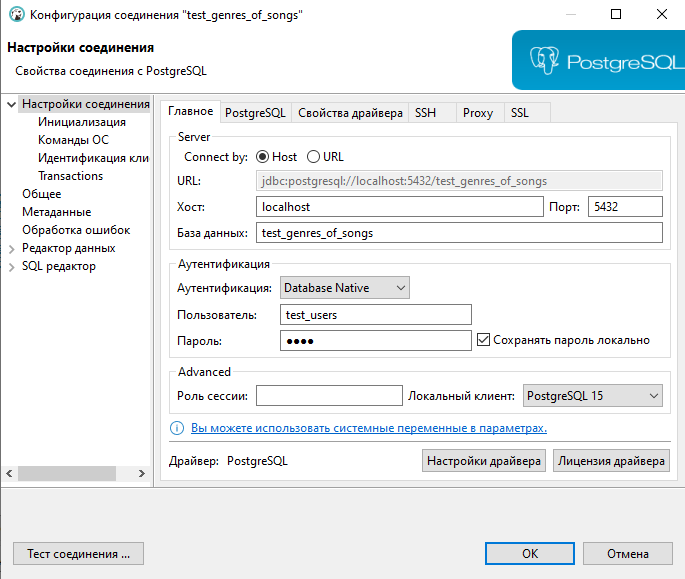 Конфигурация соединения "test_genres_of_songs"
Настройки соединения
Свойства соединения с PostgreSQL
PostgreSQL
Настройки соединения
Инициализация
Команды ОС
Идентификация кли
Transactions
Общее
Метаданные
Обработка ошибок
Редактор данных
SQL редактор
Главное PostgreSQL Свойства драйвера SSH Proxy SSL
Server
Connect by: Host URL
URL: jdbc:postgresql://localhost:5432/test_genres_of_songs
Хост: localhost Порт: 5432
База данных: test_genres_of_songs
Аутентификация
Аутентификация: Database Native
Пользователь: test_users
Пароль: ●●●● Сохранять пароль локально
Advanced
Роль сессии: Локальный клиент: PostgreSQL 15
Вы можете использовать системные переменные в параметрах.
Драйвер: PostgreSQL Настройки драйвера Лицензия драйвера
Тест соединения ... ОК Отмена